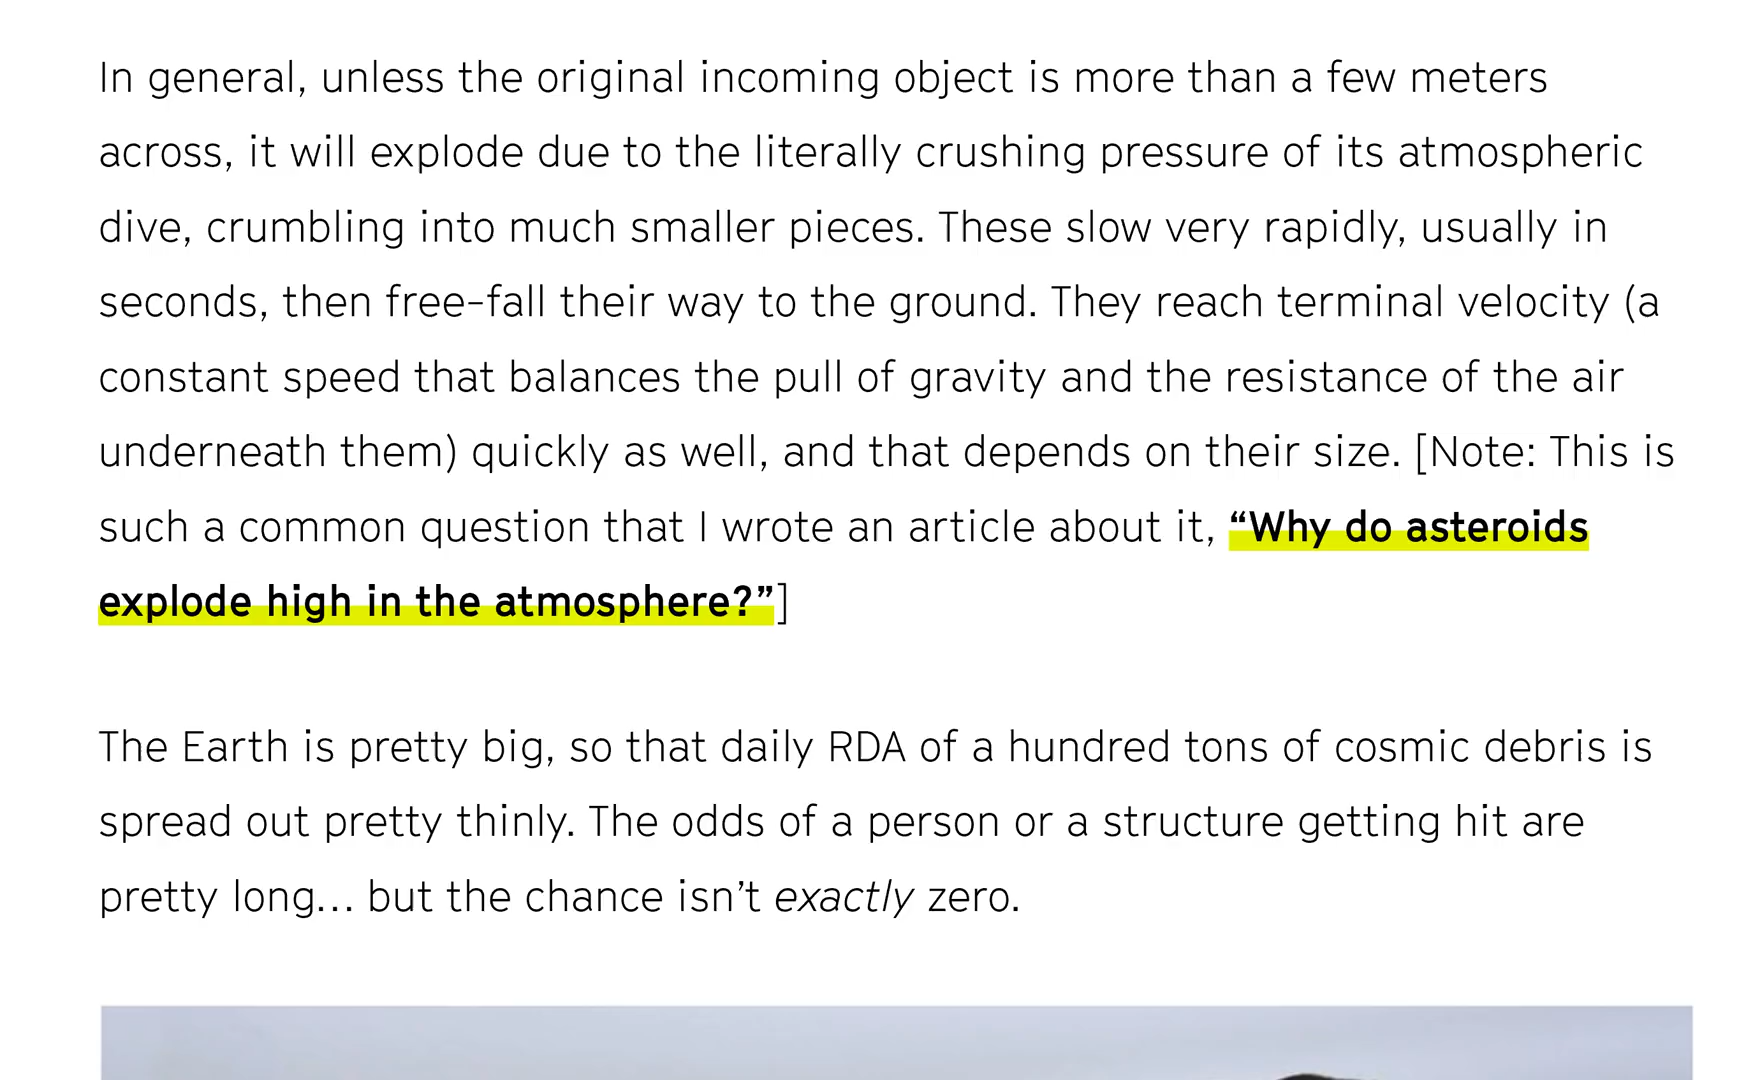 In general, unless the original incoming object is more than a few meters
across, it will explode due to the literally crushing pressure of its atmospheric
dive, crumbling into much smaller pieces. These slow very rapidly, usually in
seconds, then free-fall their way to the ground. They reach terminal velocity (a
constant speed that balances the pull of gravity and the resistance of the air
underneath them) quickly as well, and that depends on their size. [Note: This is
such a common question that I wrote an article about it, “Why do asteroids
explode high in the atmosphere?”]
The Earth is pretty big, so that daily RDA of a hundred tons of cosmic debris is
spread out pretty thinly. The odds of a person or a structure getting hit are
pretty long… but the chance isn’t exactly zero.